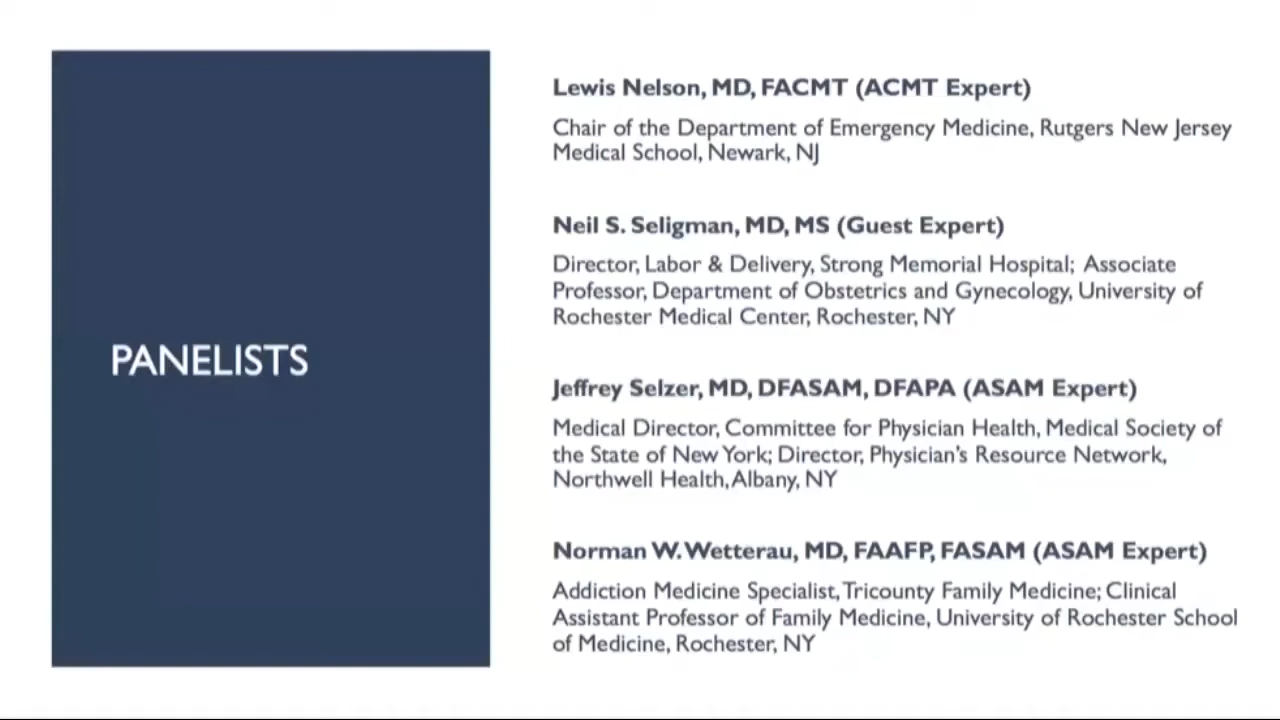 PANELISTS
Lewis Nelson, MD, FACMT (ACMT Expert)
Chair of the Department of Emergency Medicine, Rutgers New Jersey
Medical School, Newark, NJ
Neil S. Seligman, MD, MS (Guest Expert)
Director, Labor & Delivery, Strong Memorial Hospital; Associate
Professor, Department of Obstetrics and Gynecology, University of
Rochester Medical Center, Rochester, NY
Jeffrey Selzer, MD, DFASAM, DFAPA (ASAM Expert)
Medical Director, Committee for Physician Health, Medical Society of
the State of New York; Director, Physician's Resource Network,
Northwell Health, Albany, NY
Norman W. Wetterau, MD, FAAFP, FASAM (ASAM Expert)
Addiction Medicine Specialist, Tricounty Family Medicine; Clinical
Assistant Professor of Family Medicine, University of Rochester School
of Medicine, Rochester, NY